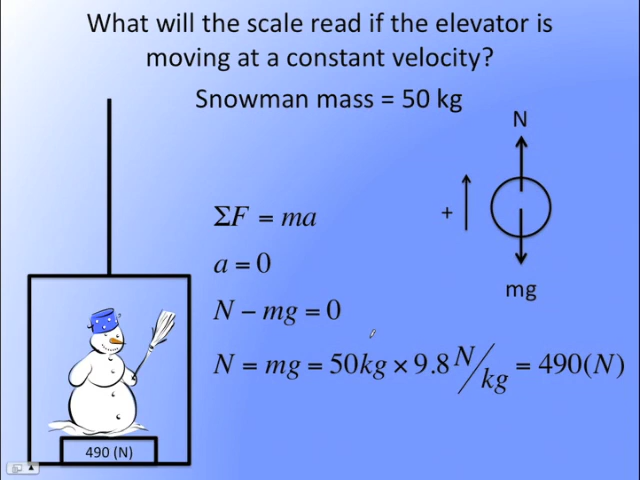 What will the scale read if the elevator is
moving at a constant velocity?
Snowman mass = 50 kg
N
+
mg
ΣF = ma
a = 0
N − mg = 0
N = mg = 50kg × 9.8 N/kg = 490(N)
490 (N)